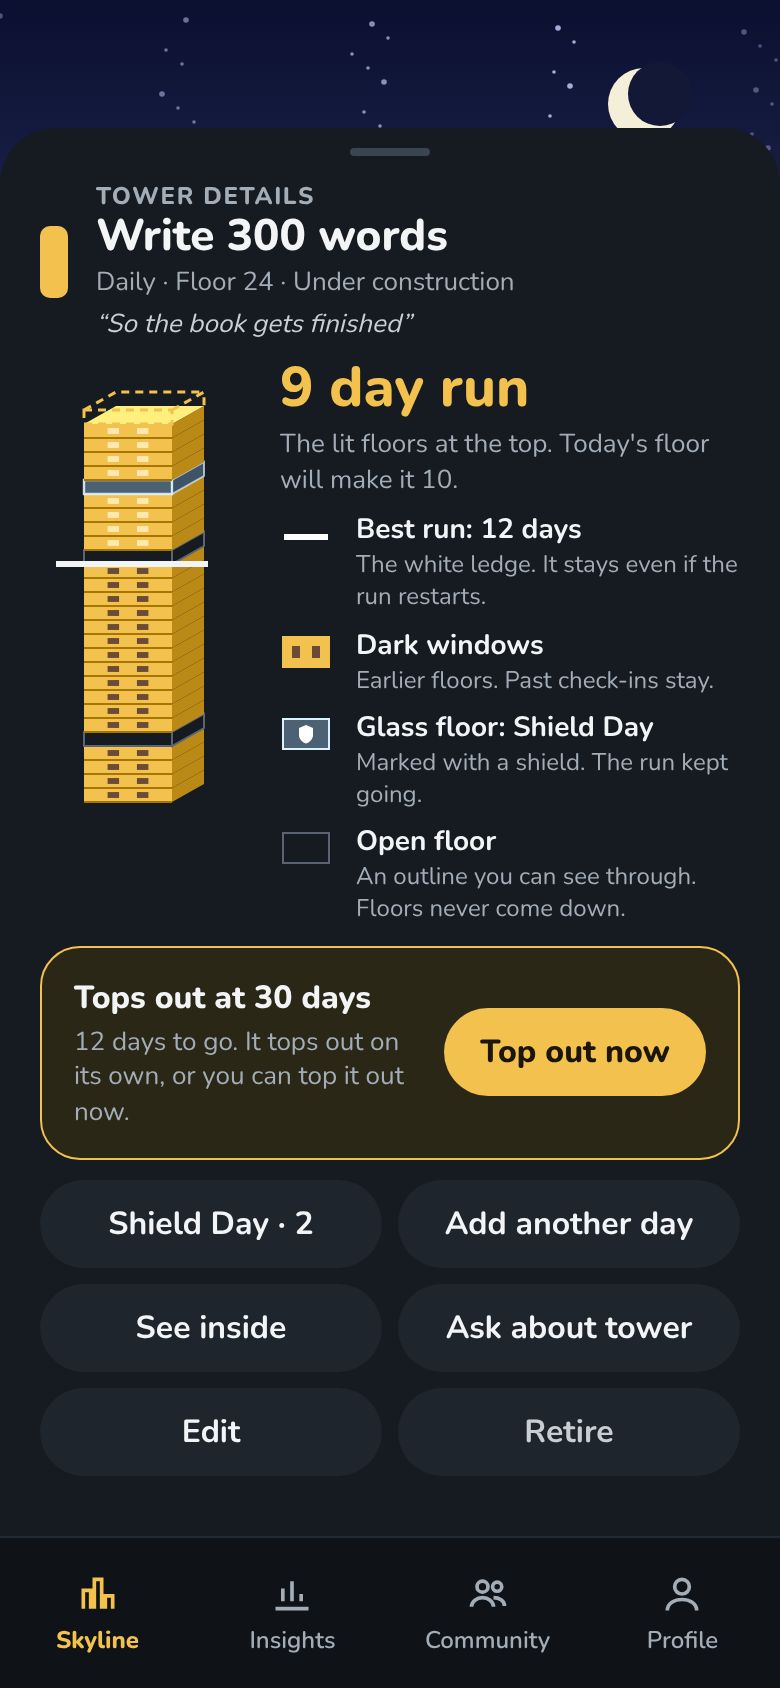 TOWER DETAILS
Write 300 words
Daily · Floor 24 · Under construction
“So the book gets finished”
9 day run
The lit floors at the top. Today's floor
will make it 10.
Best run: 12 days
The white ledge. It stays even if the
run restarts.
Dark windows
Earlier floors. Past check-ins stay.
Glass floor: Shield Day
Marked with a shield. The run kept
going.
Open floor
An outline you can see through.
Floors never come down.
Tops out at 30 days
12 days to go. It tops out on
its own, or you can top it out
now.
Top out now
Shield Day · 2
Add another day
See inside
Ask about tower
Edit
Retire
Skyline
Insights
Community
Profile